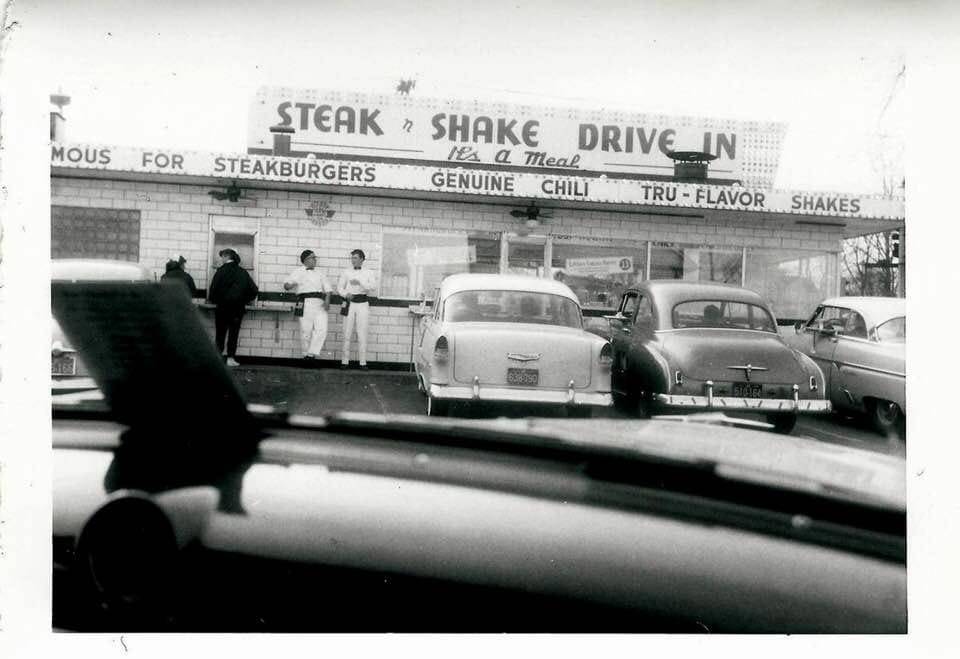 STEAK n SHAKE DRIVE IN
It's a Meal
MOUS FOR STEAKBURGERS GENUINE CHILI TRU-FLAVOR SHAKES